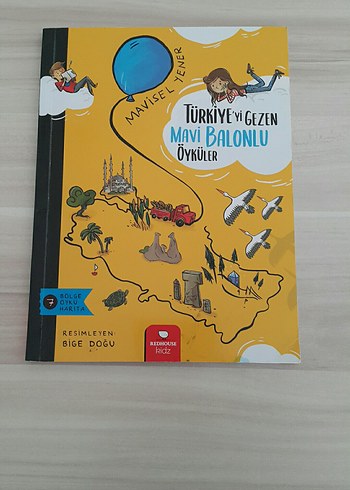 MAVİSEL YENER
TÜRKİYE'Yİ GEZEN
MAVİ BALONLU
ÖYKÜLER
7
BÖLGE
ÖYKÜ
HARİTA
RESİMLEYEN:
BİGE DOĞU
REDHOUSE
kidz